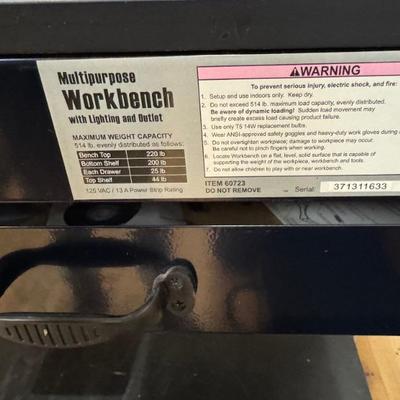 Multipurpose
Workbench
with Lighting and Outlet
MAXIMUM WEIGHT CAPACITY
514 lb. evenly distributed as follows:
Bench Top 220 lb
Bottom Shelf 200 lb
Each Drawer 25 lb
Top Shelf 44 lb
125 VAC / 13 A Power Strip Rating
WARNING
To prevent serious injury, electric shock, and fire:
1. Setup and use indoors only. Keep dry.
2. Do not exceed 514 lb. maximum load capacity, evenly distributed.
Be aware of dynamic loading! Sudden load movement may
briefly create excess load causing product failure.
3. Use only T5 14W replacement bulbs.
4. Wear ANSI-approved safety goggles and heavy-duty work gloves during
5. Do not overtighten workpiece; damage to workpiece may occur.
Be careful not to pinch fingers when working.
6. Locate Workbench on a flat, level, solid surface that is capable of
supporting the weight of the workpiece, workbench and tools.
7. Do not allow children to play with or near workbench.
ITEM 60723
DO NOT REMOVE Serial: 371311633